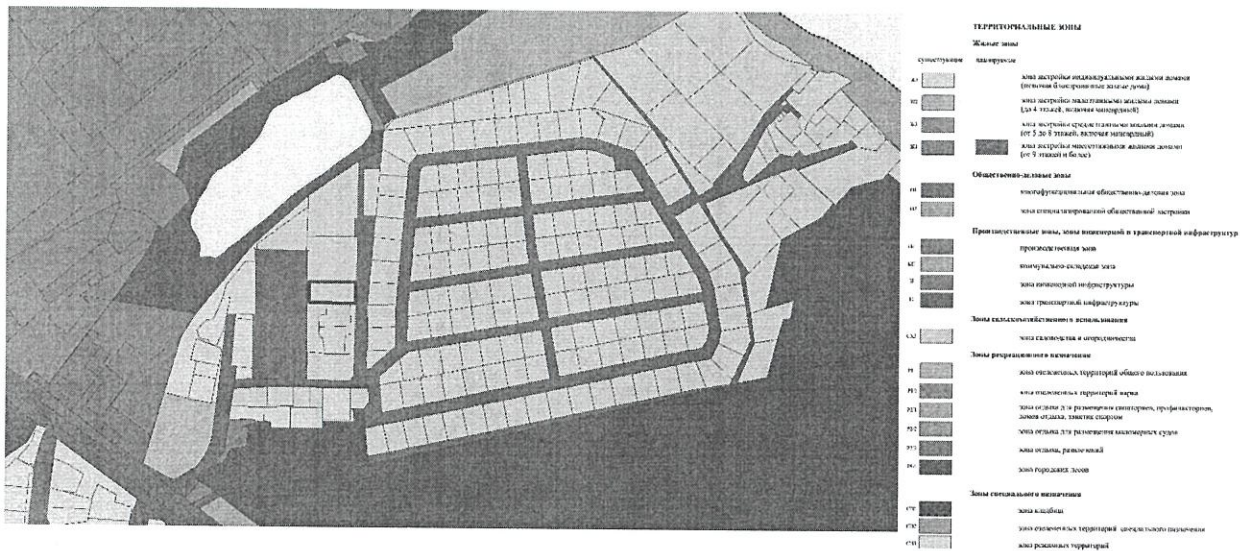 ТЕРРИТОРИАЛЬНЫЕ ЗОНЫ
Жилые зоны
существующие планируемые
зона застройки индивидуальными жилыми домами
(включая блокированные жилые дома)
зона застройки малоэтажными жилыми домами
(до 4 этажей, включая мансардный)
зона застройки среднеэтажными жилыми домами
(от 5 до 8 этажей, включая мансардный)
зона застройки многоэтажными жилыми домами
(от 9 этажей и более)
Общественно-деловые зоны
многофункциональная общественно-деловая зона
зона специализированной общественной застройки
Производственные зоны, зоны инженерной и транспортной инфраструктур
производственная зона
коммунально-складская зона
зона инженерной инфраструктуры
зона транспортной инфраструктуры
Зоны сельскохозяйственного использования
зона садоводства и огородничества
Зоны рекреационного назначения
зона озелененных территорий общего пользования
зона озелененных территорий парка
зона отдыха для размещения санаториев, профилакториев,
домов отдыха, занятия спортом
зона отдыха для размещения маломерных судов
зона отдыха, развлечений
зона городских лесов
Зоны специального назначения
зона кладбищ
зона озелененных территорий специального назначения
зона режимных территорий